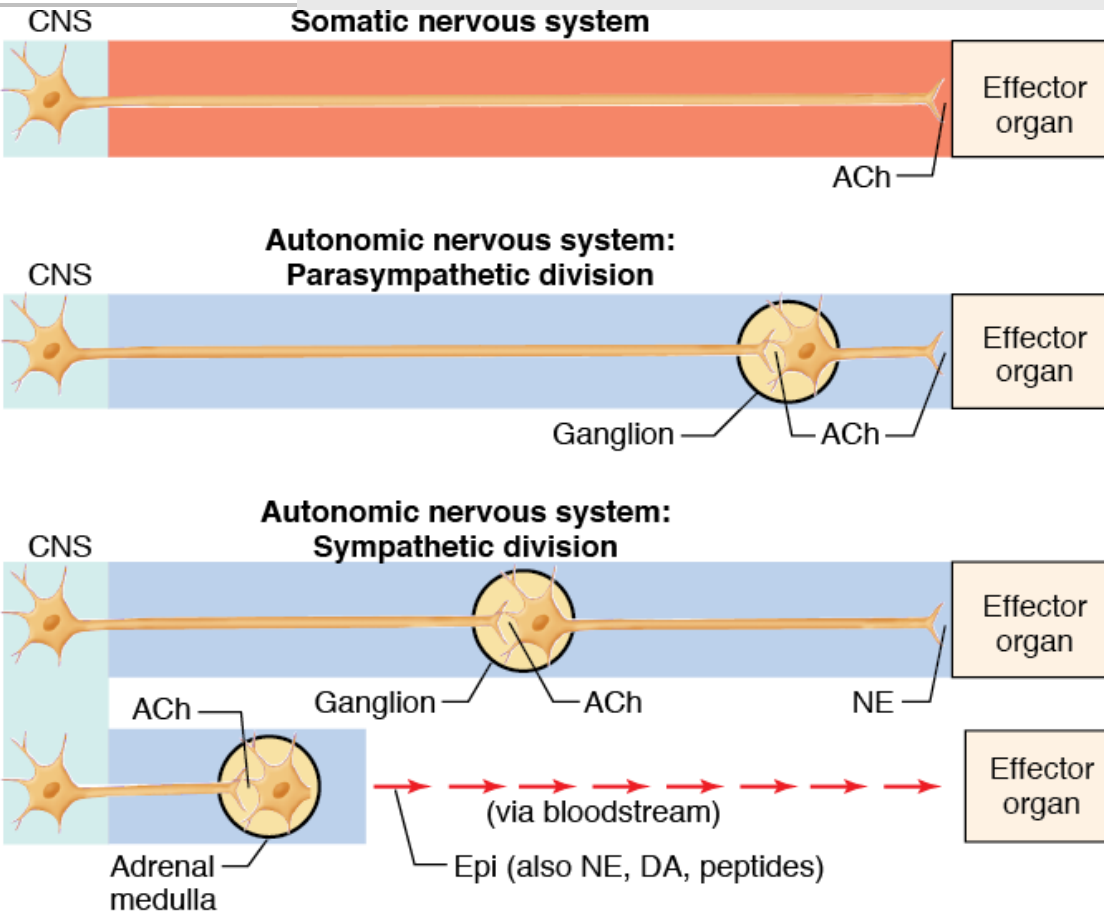 CNS
Somatic nervous system
Effector
organ
ACh
Autonomic nervous system:
Parasympathetic division
CNS
Effector
organ
Ganglion
ACh
Autonomic nervous system:
Sympathetic division
CNS
Effector
organ
ACh
Ganglion
ACh
NE
Effector
organ
(via bloodstream)
Adrenal
medulla
Epi (also NE, DA, peptides)